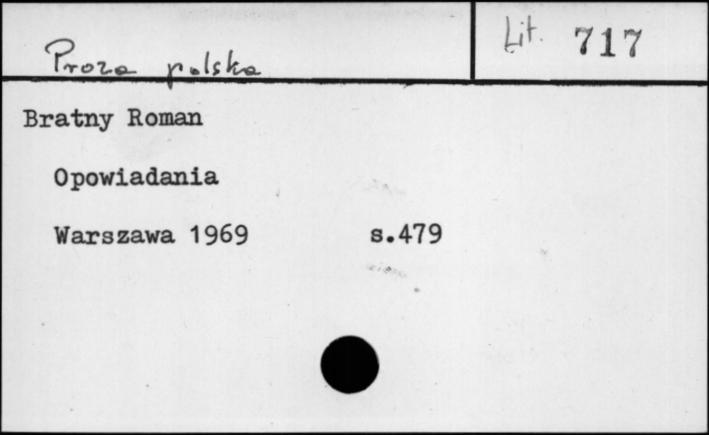 Proza polska
Lit. 717
Bratny Roman
Opowiadania
Warszawa 1969 s.479